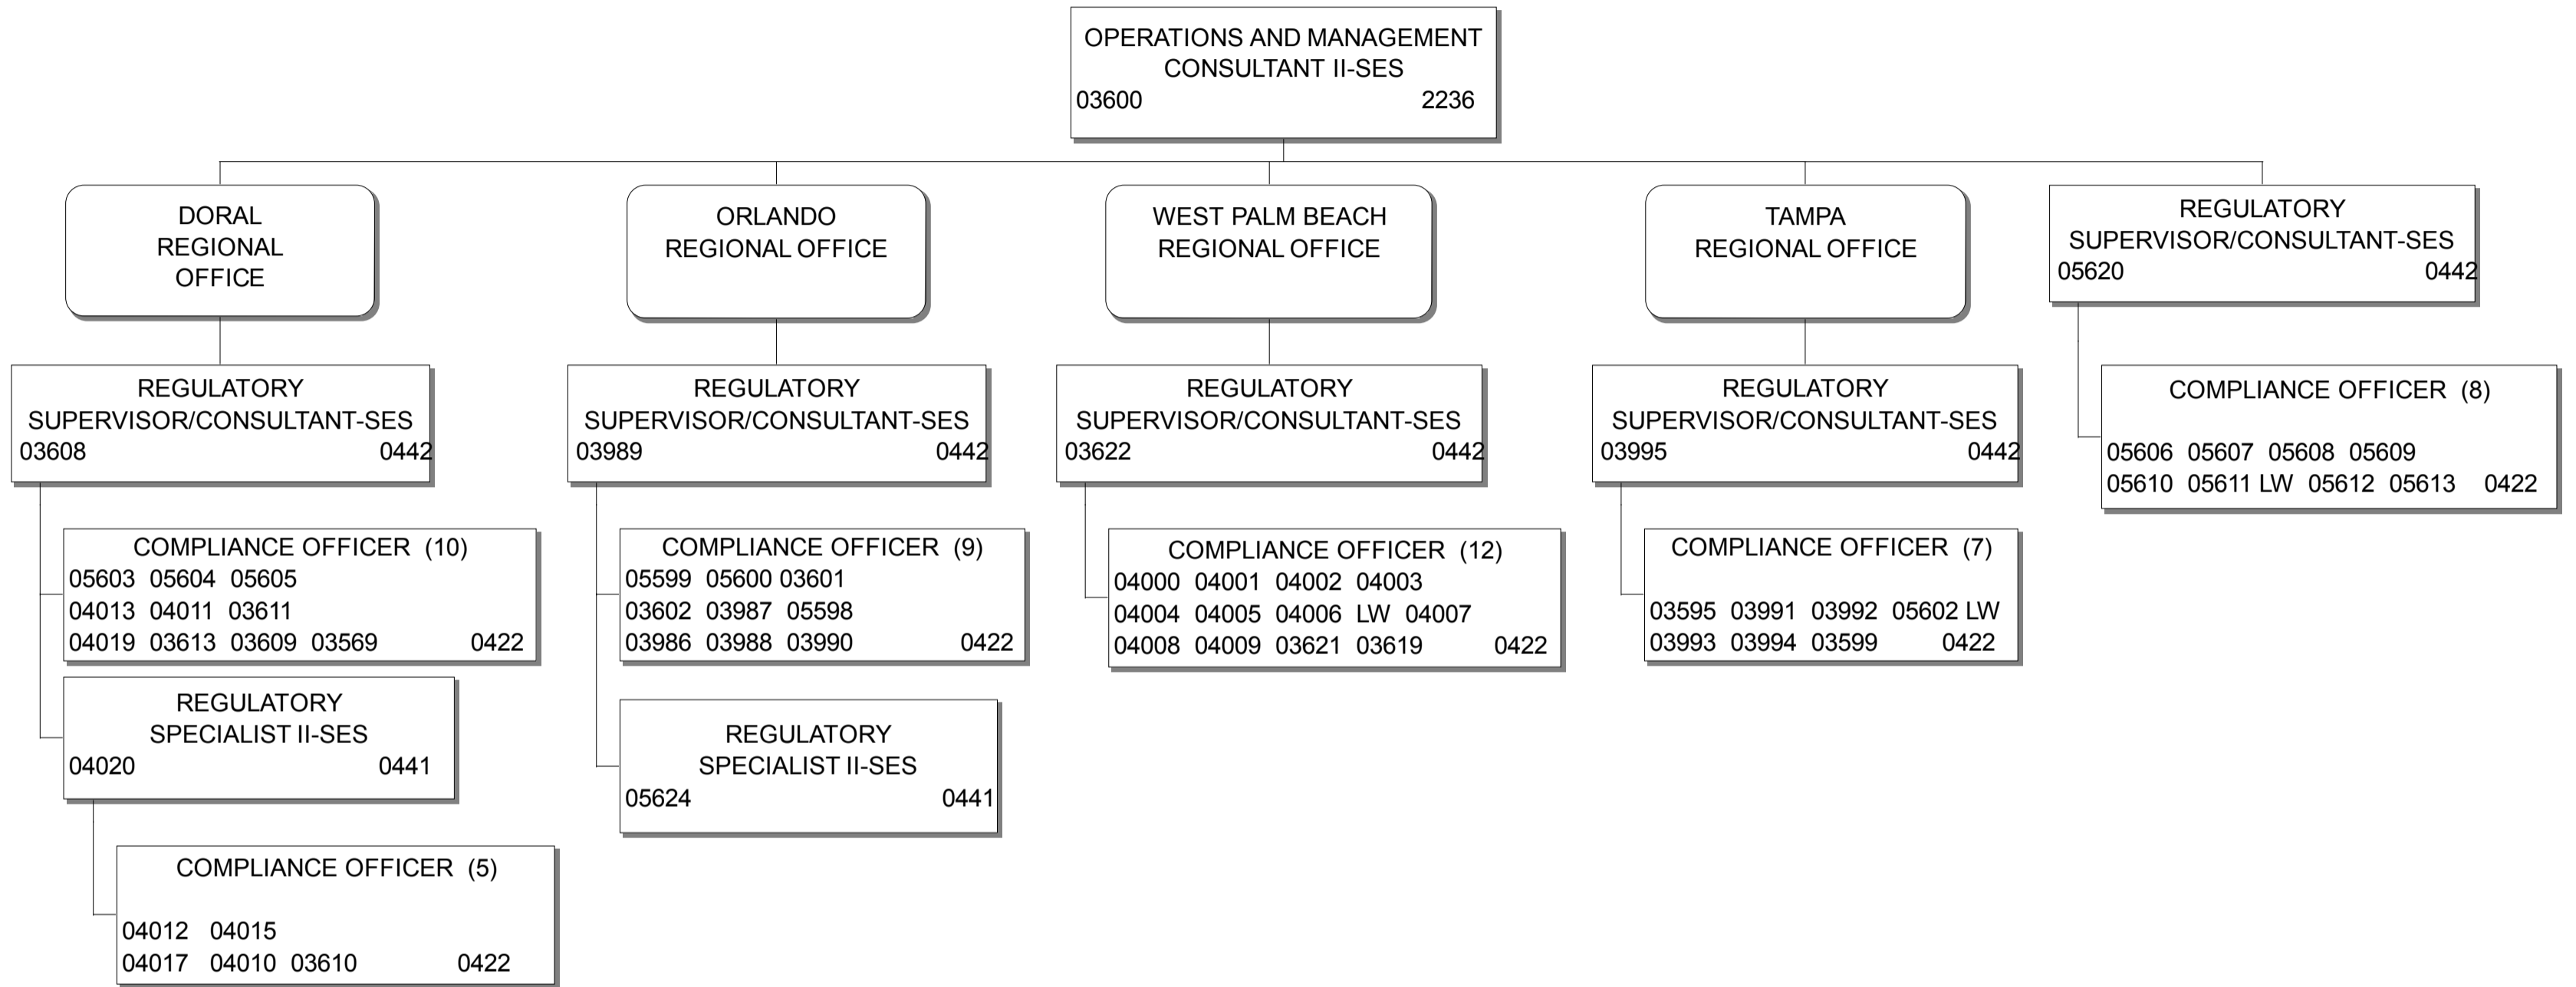 OPERATIONS AND MANAGEMENT
CONSULTANT II-SES
03600 2236
DORAL
REGIONAL
OFFICE
ORLANDO
REGIONAL OFFICE
WEST PALM BEACH
REGIONAL OFFICE
TAMPA
REGIONAL OFFICE
REGULATORY
SUPERVISOR/CONSULTANT-SES
05620 0442
REGULATORY
SUPERVISOR/CONSULTANT-SES
03608 0442
REGULATORY
SUPERVISOR/CONSULTANT-SES
03989 0442
REGULATORY
SUPERVISOR/CONSULTANT-SES
03622 0442
REGULATORY
SUPERVISOR/CONSULTANT-SES
03995 0442
COMPLIANCE OFFICER (8)
05606 05607 05608 05609
05610 05611 LW 05612 05613 0422
COMPLIANCE OFFICER (10)
05603 05604 05605
04013 04011 03611
04019 03613 03609 03569 0422
COMPLIANCE OFFICER (9)
05599 05600 03601
03602 03987 05598
03986 03988 03990 0422
COMPLIANCE OFFICER (12)
04000 04001 04002 04003
04004 04005 04006 LW 04007
04008 04009 03621 03619 0422
COMPLIANCE OFFICER (7)
03595 03991 03992 05602 LW
03993 03994 03599 0422
REGULATORY
SPECIALIST II-SES
04020 0441
REGULATORY
SPECIALIST II-SES
05624 0441
COMPLIANCE OFFICER (5)
04012 04015
04017 04010 03610 0422